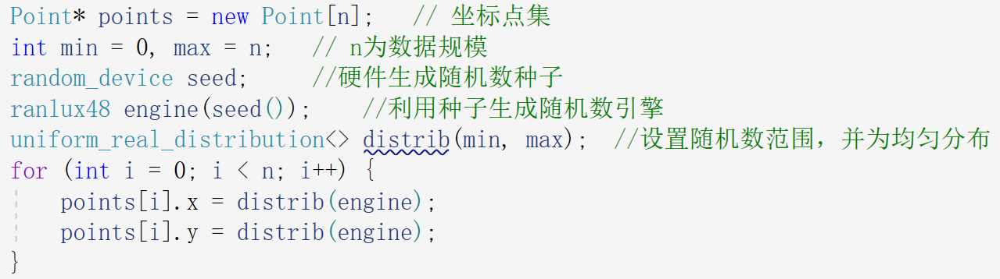 Point* points = new Point[n];   // 坐标点集
int min = 0, max = n;   // n为数据规模
random_device seed;     //硬件生成随机数种子
ranlux48 engine(seed());    //利用种子生成随机数引擎
uniform_real_distribution<> distrib(min, max);  //设置随机数范围，并为均匀分布
for (int i = 0; i < n; i++) {
    points[i].x = distrib(engine);
    points[i].y = distrib(engine);
}